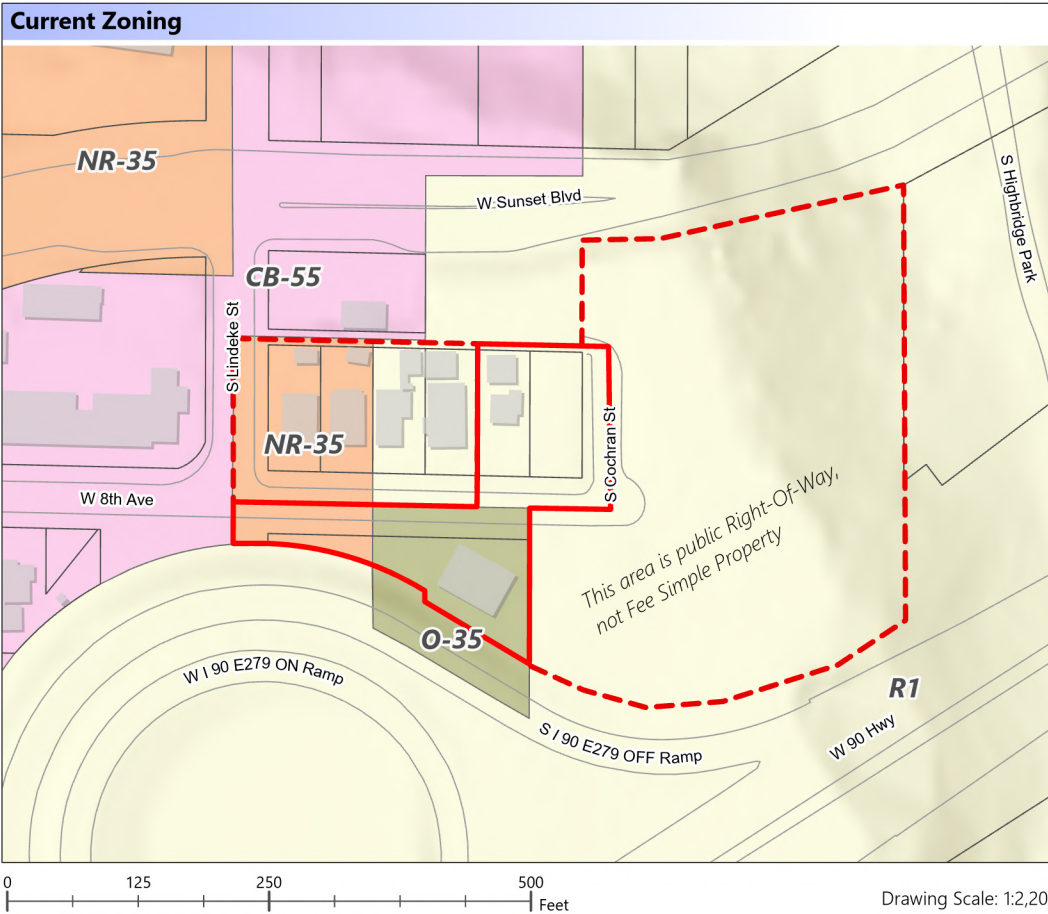 Current Zoning
NR-35
W Sunset Blvd
S Highbridge Park
CB-55
S Lindeke St
NR-35
S Cochran St
W 8th Ave
This area is public Right-Of-Way,
not Fee Simple Property
O-35
W I 90 E279 ON Ramp
R1
S I 90 E279 OFF Ramp
W 90 Hwy
0 125 250 500
Feet
Drawing Scale: 1:2,20